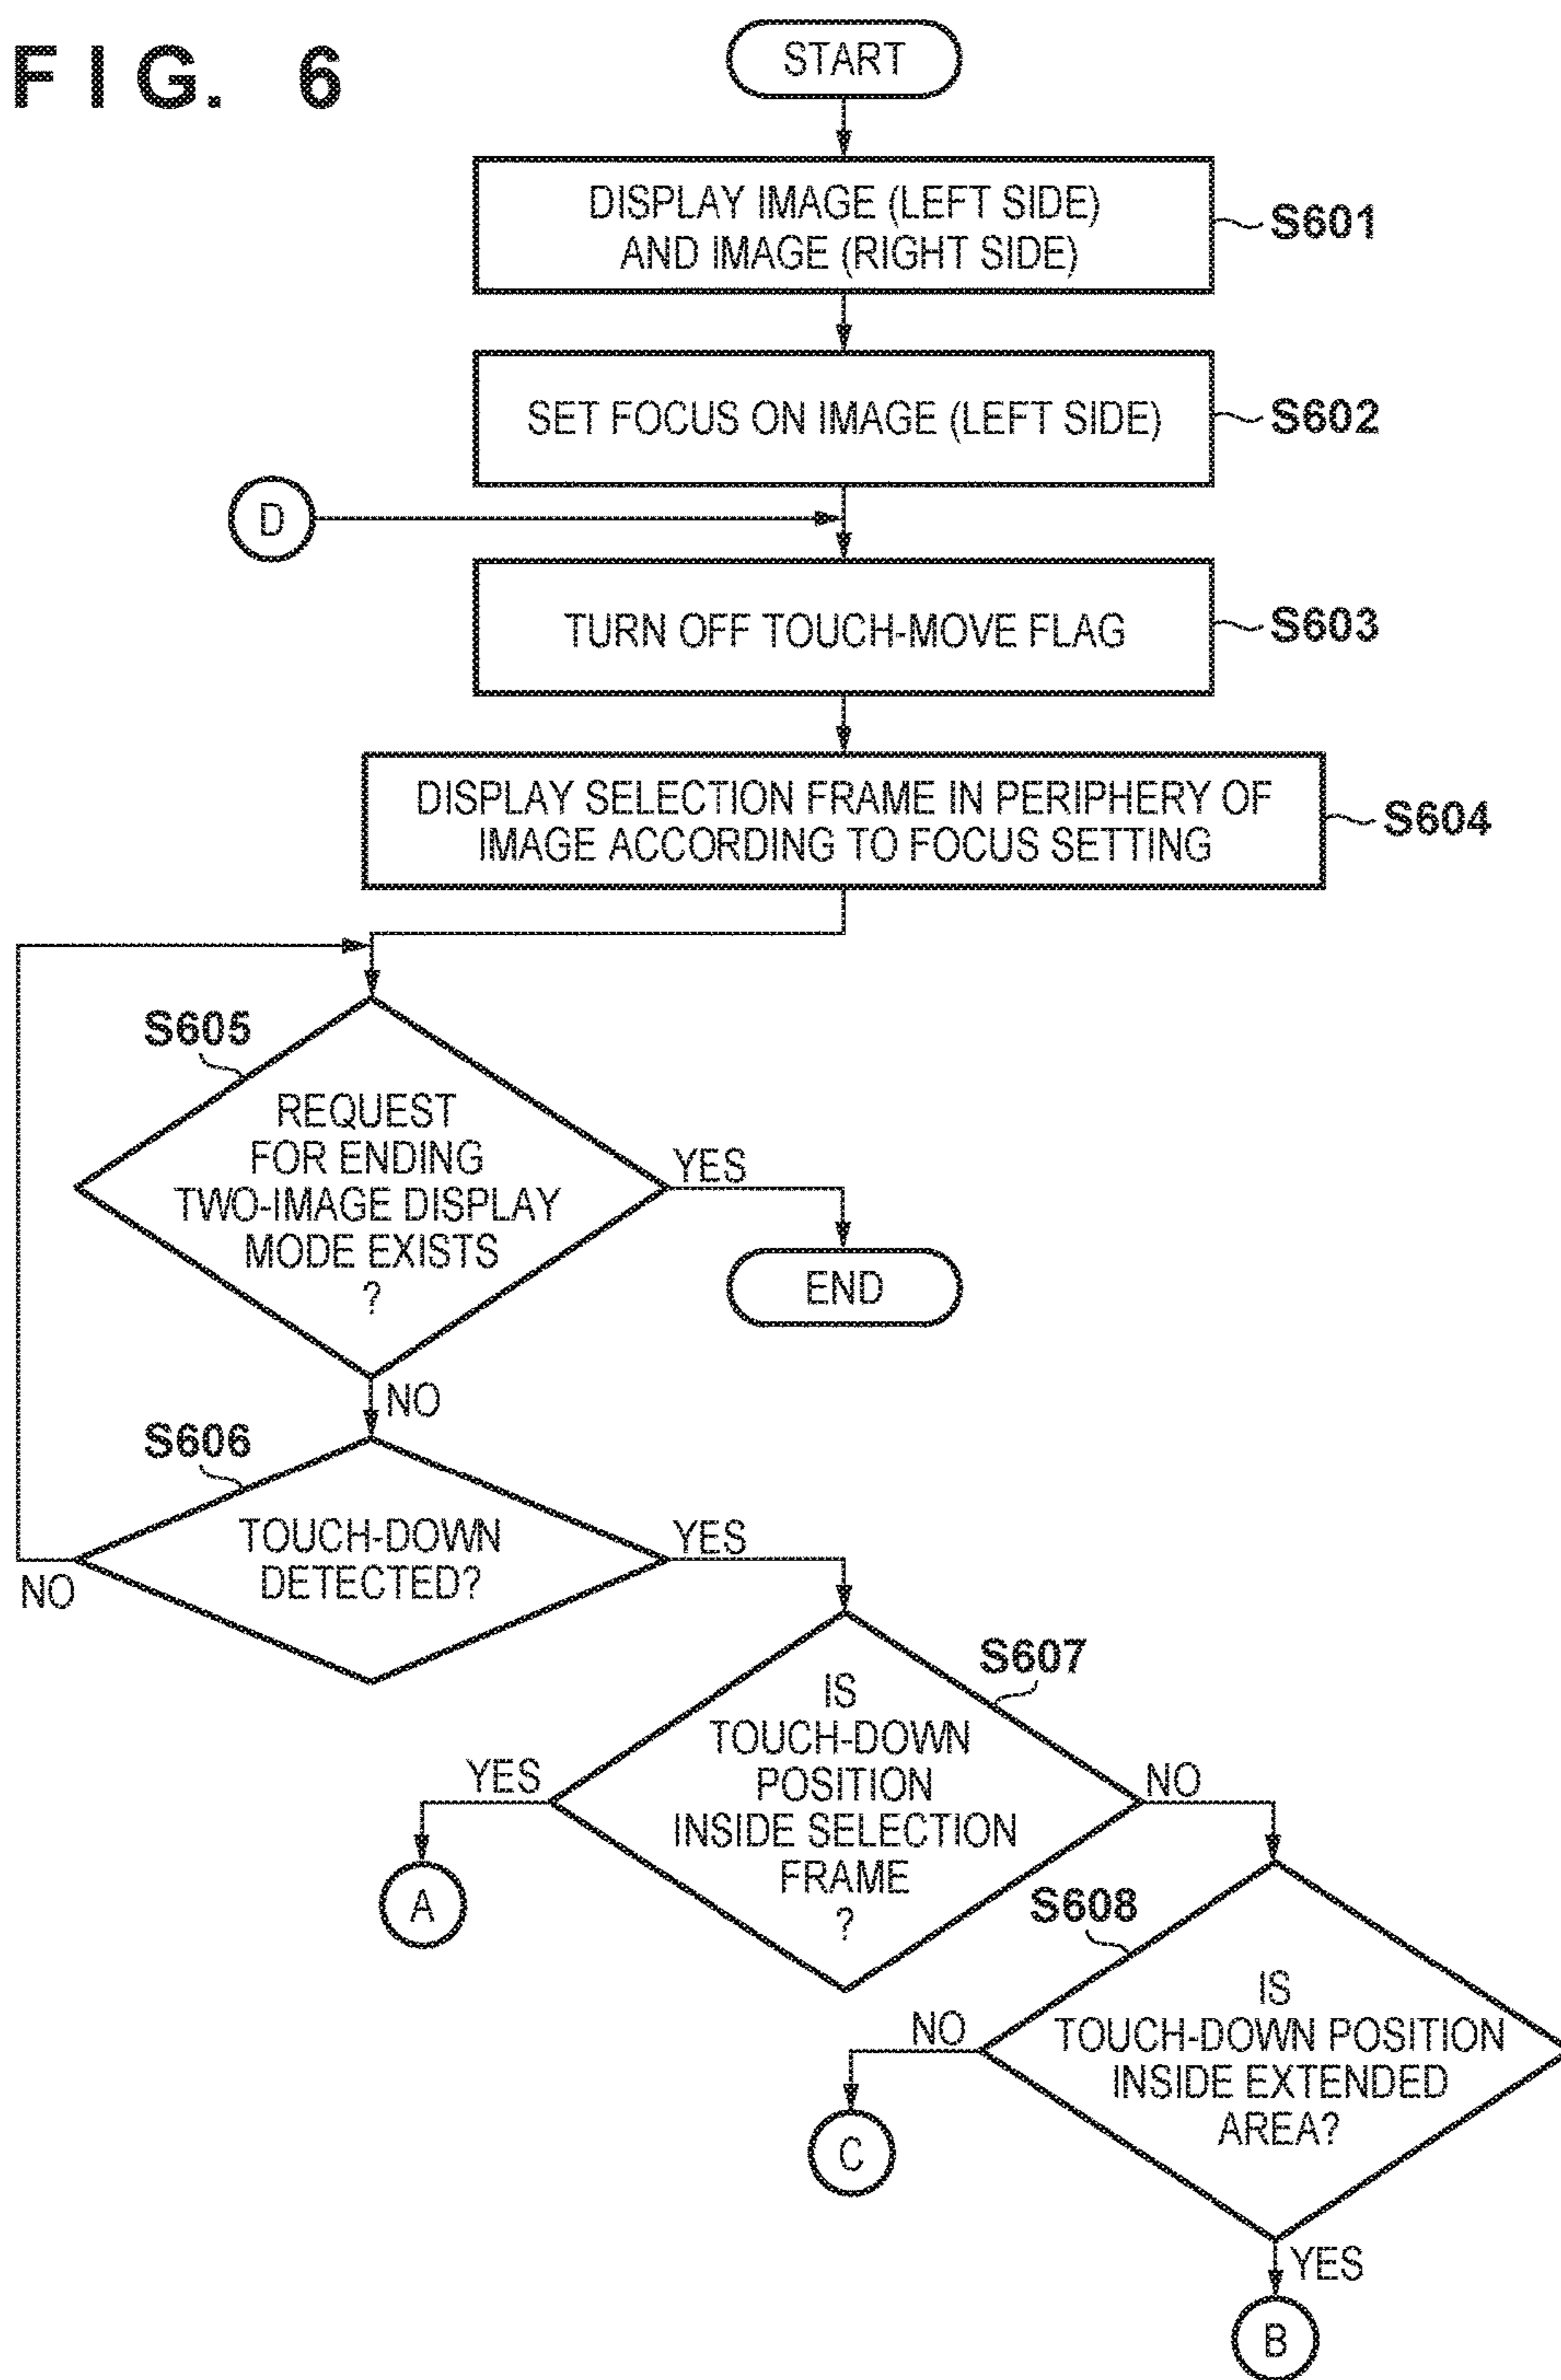 FIG. 6
START
DISPLAY IMAGE (LEFT SIDE)
AND IMAGE (RIGHT SIDE)
S601
SET FOCUS ON IMAGE (LEFT SIDE)
S602
D
TURN OFF TOUCH-MOVE FLAG
S603
DISPLAY SELECTION FRAME IN PERIPHERY OF
IMAGE ACCORDING TO FOCUS SETTING
S604
S605
REQUEST
FOR ENDING
TWO-IMAGE DISPLAY
MODE EXISTS
?
YES
END
NO
S606
TOUCH-DOWN
DETECTED?
YES
NO
S607
IS
TOUCH-DOWN
POSITION
INSIDE SELECTION
FRAME
?
YES
NO
A
S608
IS
TOUCH-DOWN POSITION
INSIDE EXTENDED
AREA?
NO
C
YES
B